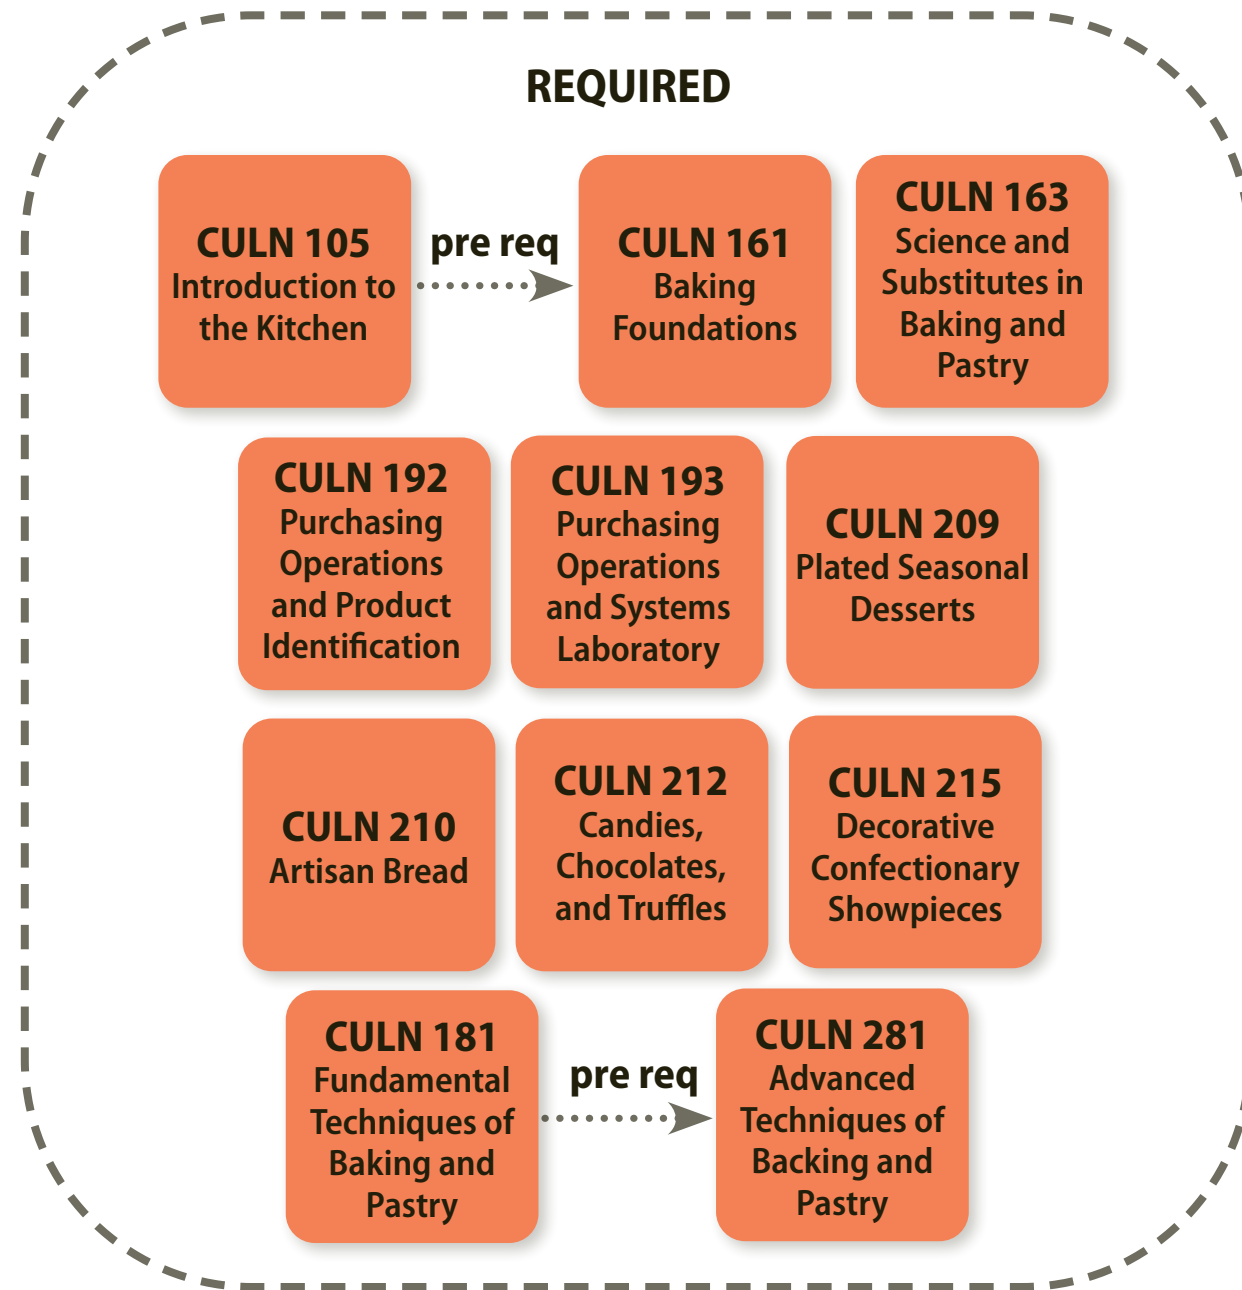 REQUIRED
CULN 105
Introduction to
the Kitchen
pre req
CULN 161
Baking
Foundations
CULN 163
Science and
Substitutes in
Baking and
Pastry
CULN 192
Purchasing
Operations
and Product
Identification
CULN 193
Purchasing
Operations
and Systems
Laboratory
CULN 209
Plated Seasonal
Desserts
CULN 210
Artisan Bread
CULN 212
Candies,
Chocolates,
and Truffles
CULN 215
Decorative
Confectionary
Showpieces
CULN 181
Fundamental
Techniques of
Baking and
Pastry
pre req
CULN 281
Advanced
Techniques of
Backing and
Pastry